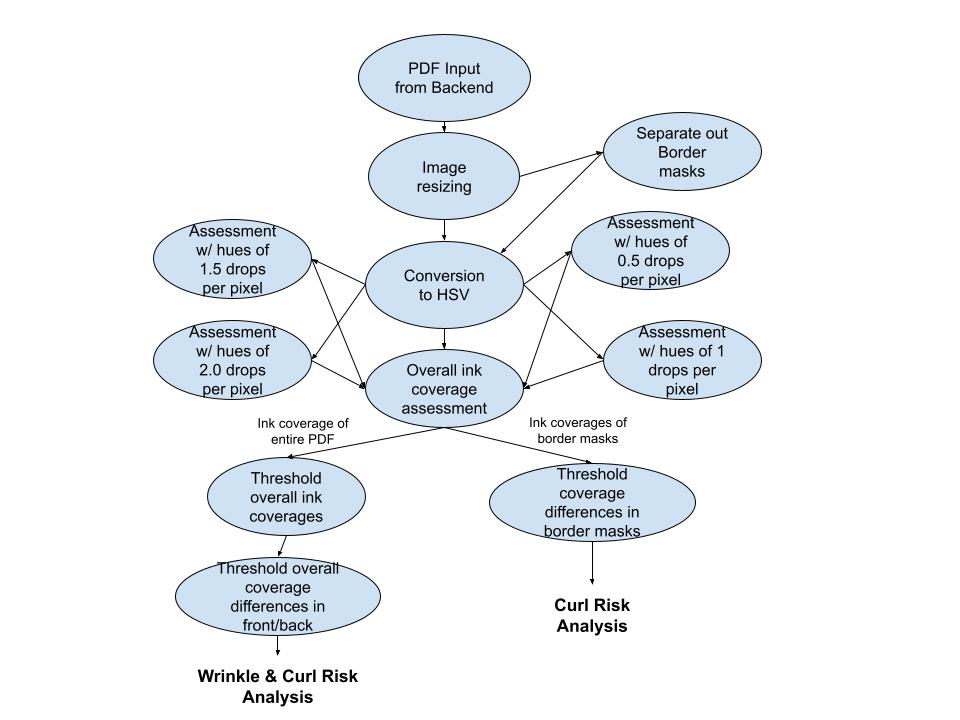 PDF Input
from Backend
Image
resizing
Separate out
Border
masks
Assessment
w/ hues of
1.5 drops
per pixel
Conversion
to HSV
Assessment
w/ hues of
0.5 drops
per pixel
Assessment
w/ hues of
2.0 drops
per pixel
Overall ink
coverage
assessment
Assessment
w/ hues of 1
drops per
pixel
Ink coverage of
entire PDF
Ink coverages of
border masks
Threshold
overall ink
coverages
Threshold
coverage
differences in
border masks
Threshold overall
coverage
differences in
front/back
Curl Risk
Analysis
Wrinkle & Curl Risk
Analysis